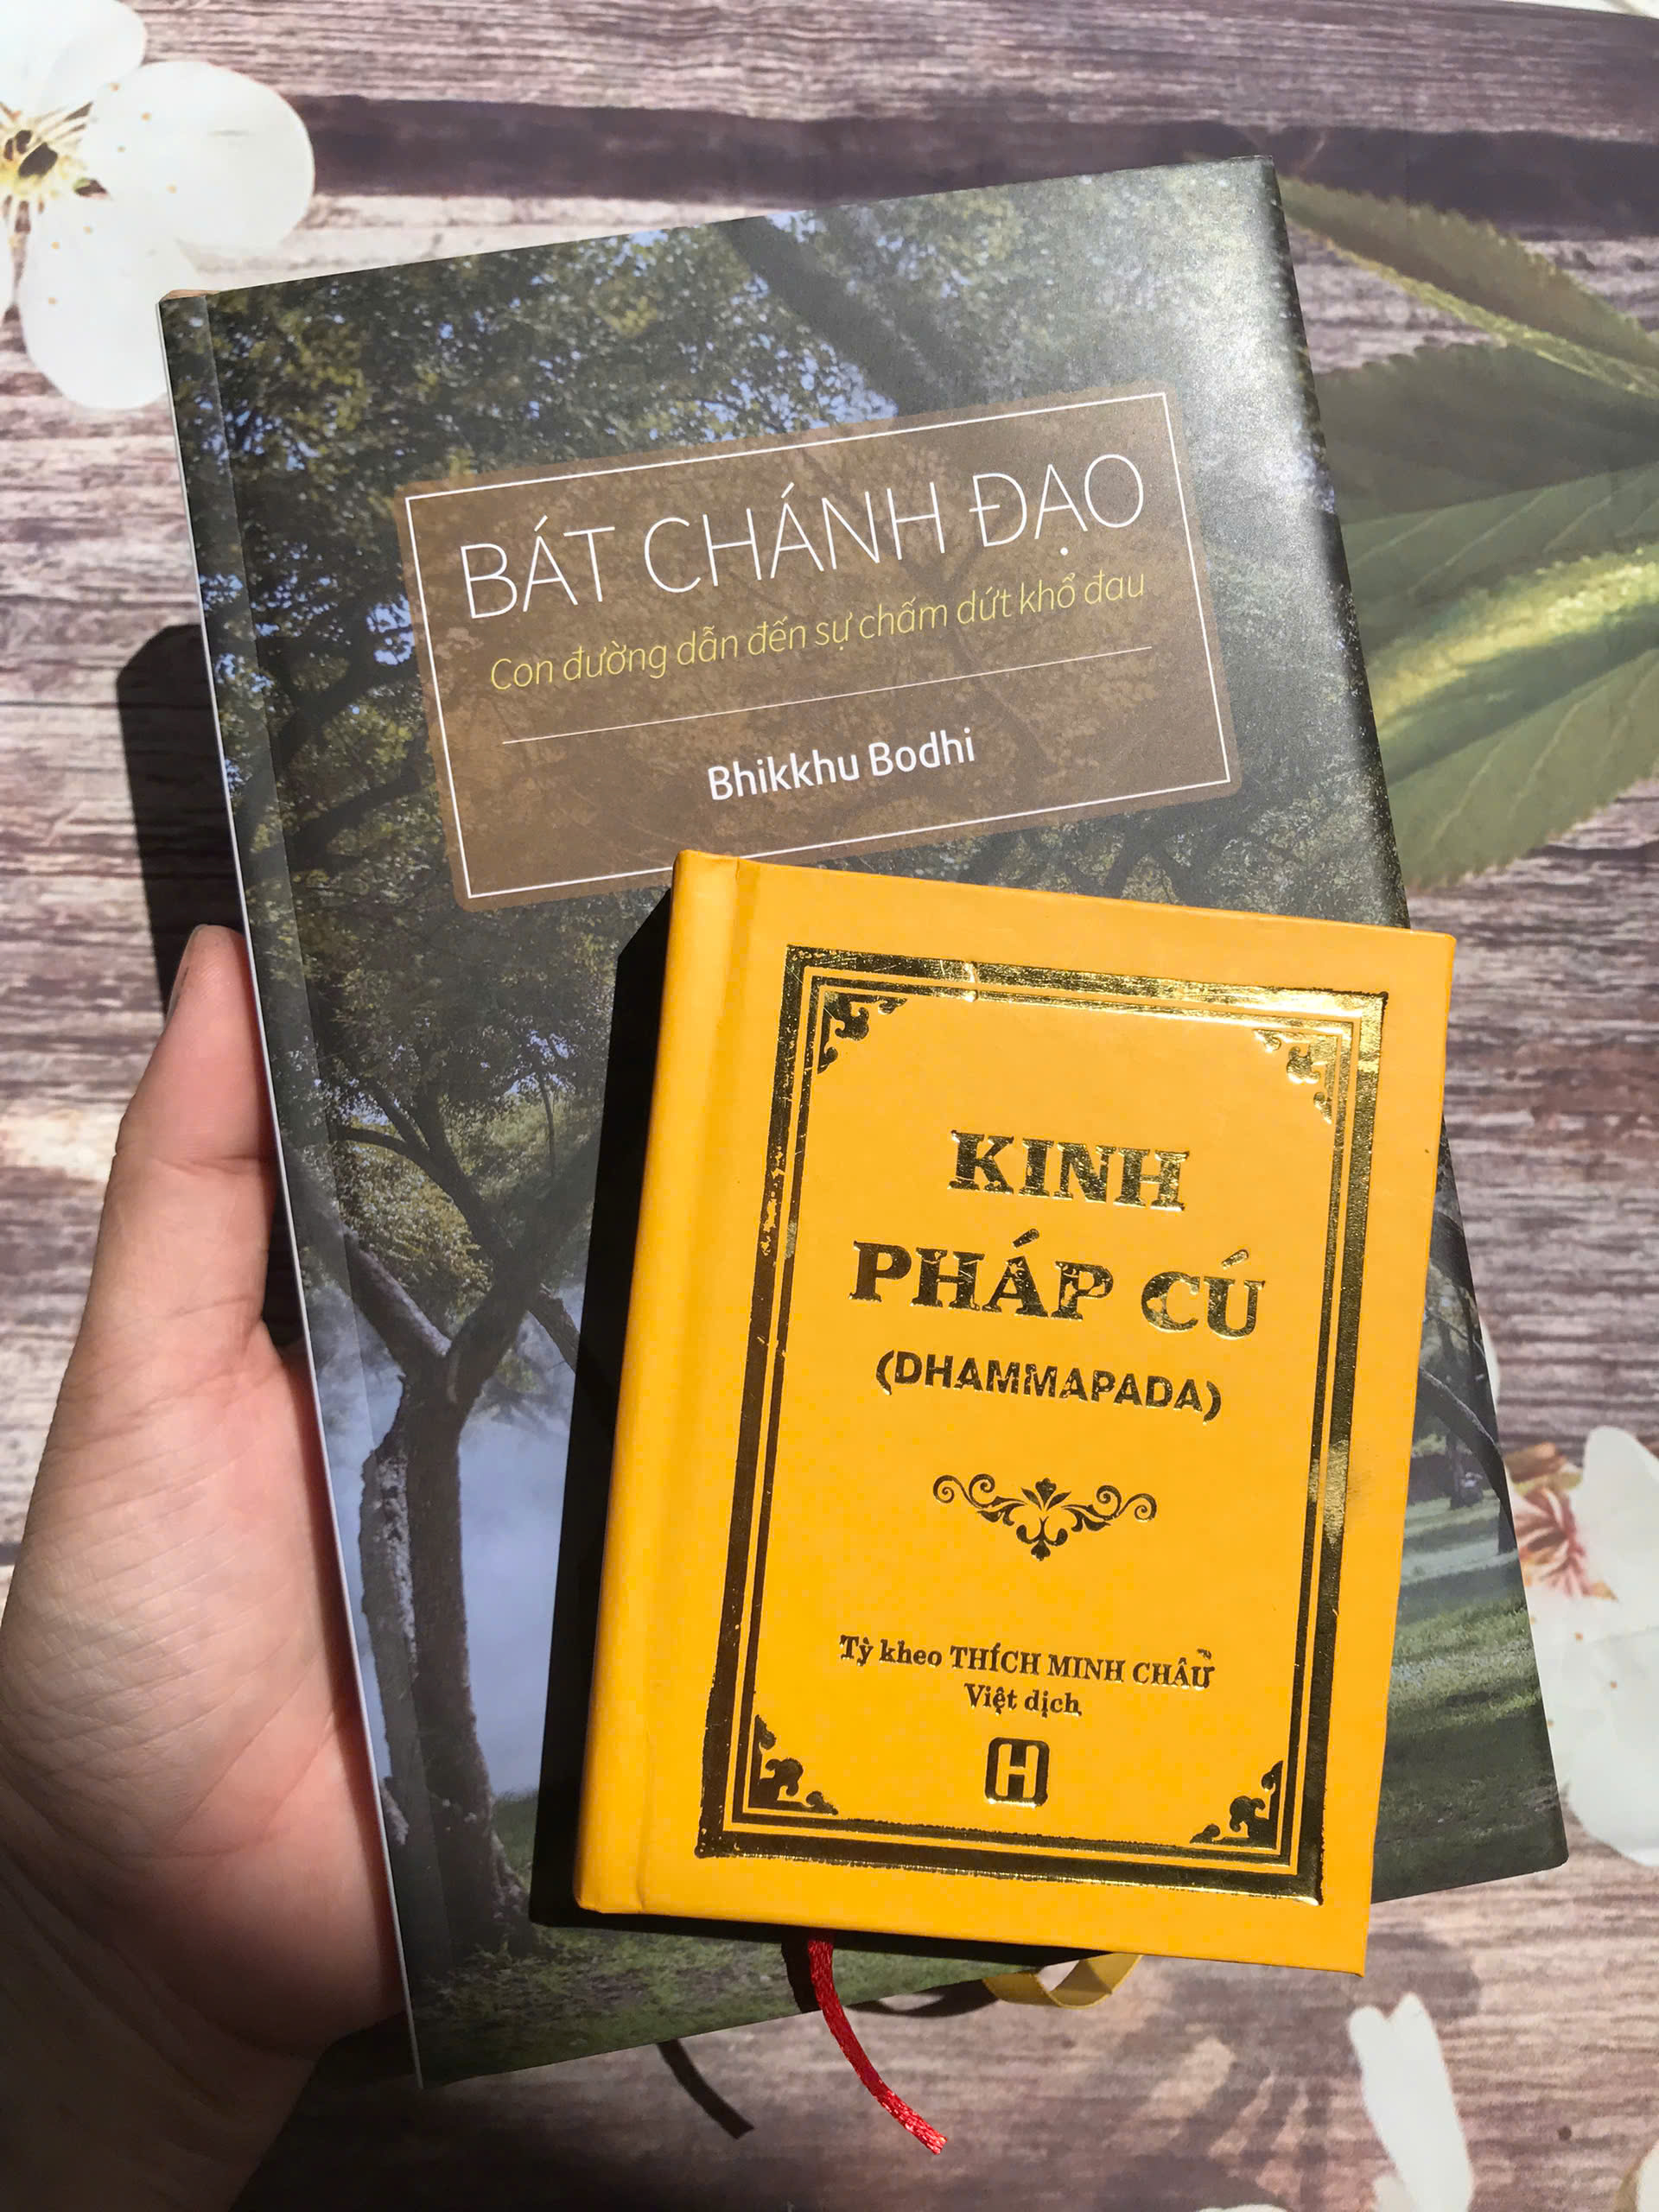 BÁT CHÁNH ĐẠO
Con đường dẫn đến sự chấm dứt khổ đau
Bhikkhu Bodhi
KINH
PHÁP CÚ
(DHAMMAPADA)
Tỳ kheo THÍCH MINH CHÂU
Việt dịch
H